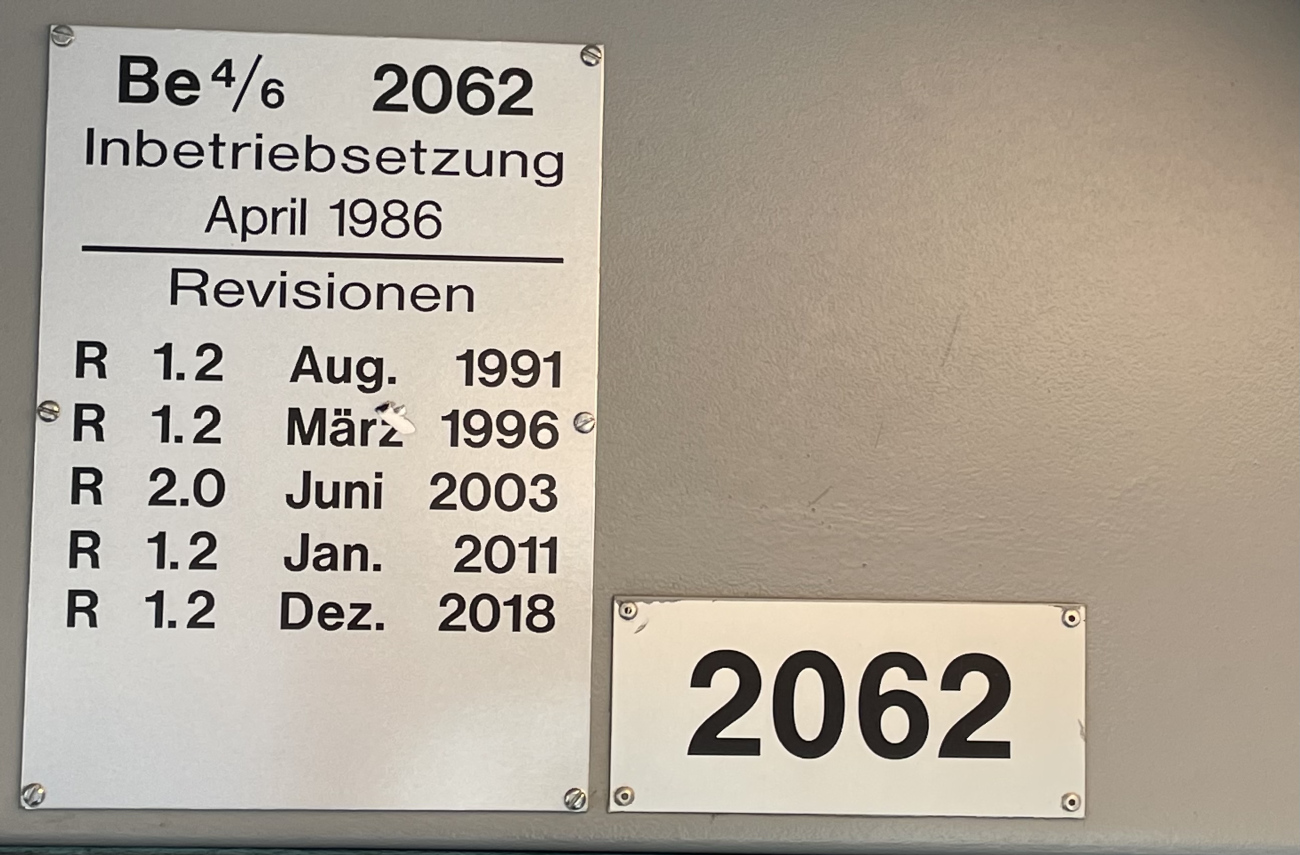 Be 4/6 2062
Inbetriebsetzung
April 1986
Revisionen
R 1.2 Aug. 1991
R 1.2 März 1996
R 2.0 Juni 2003
R 1.2 Jan. 2011
R 1.2 Dez. 2018
2062